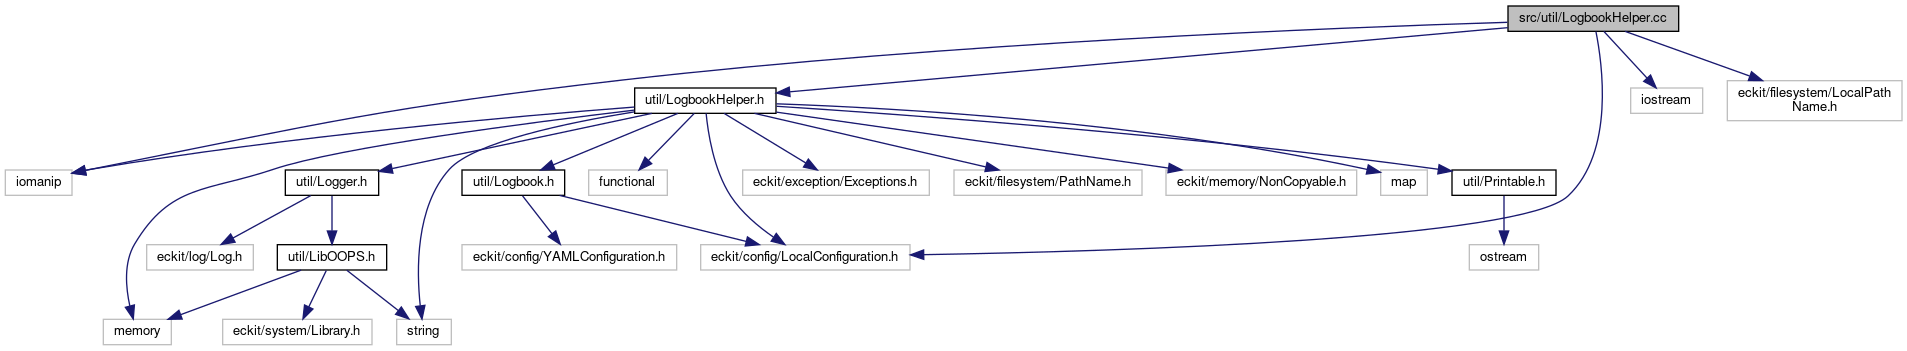 src/util/LogbookHelper.cc
util/LogbookHelper.h
iostream
eckit/filesystem/LocalPath
Name.h
iomanip
util/Logger.h
util/Logbook.h
functional
eckit/exception/Exceptions.h
eckit/filesystem/PathName.h
eckit/memory/NonCopyable.h
map
util/Printable.h
eckit/log/Log.h
util/LibOOPS.h
eckit/config/YAMLConfiguration.h
eckit/config/LocalConfiguration.h
ostream
memory
eckit/system/Library.h
string